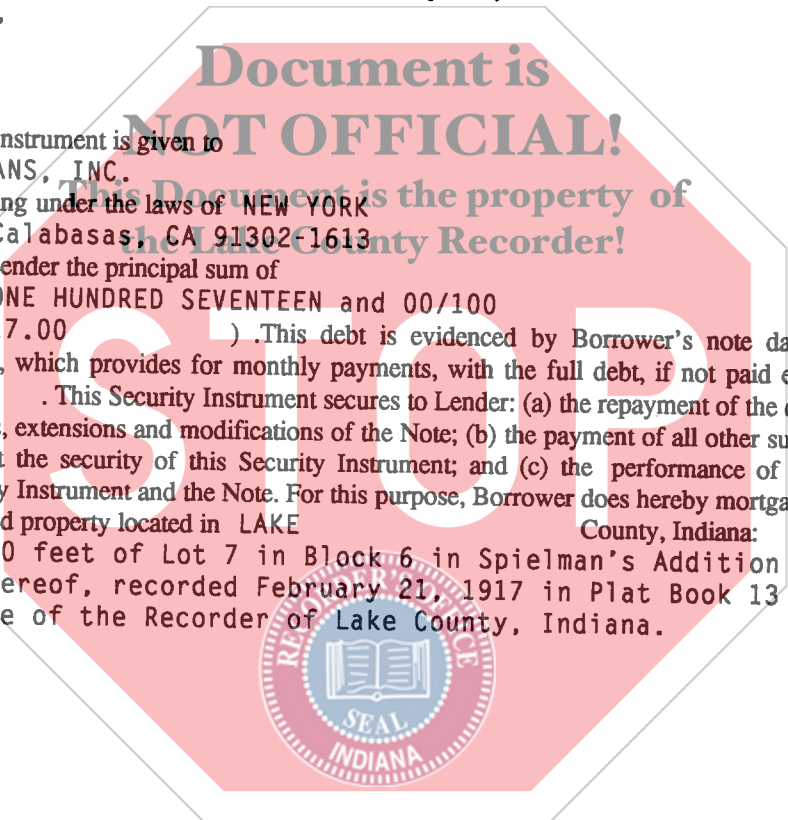 Document is
NOT OFFICIAL!
nstrument is given to
ANS, INC.
This Document is the property of
ng under the laws of NEW YORK
Calabasas, CA 91302-1613
the Lake County Recorder!
ender the principal sum of
ONE HUNDRED SEVENTEEN and 00/100
7.00 ) .This debt is evidenced by Borrower's note da
, which provides for monthly payments, with the full debt, if not paid e
. This Security Instrument secures to Lender: (a) the repayment of the
, extensions and modifications of the Note; (b) the payment of all other su
t the security of this Security Instrument; and (c) the performance of
y Instrument and the Note. For this purpose, Borrower does hereby mortga
d property located in LAKE County, Indiana:
0 feet of Lot 7 in Block 6 in Spielman's Addition
ereof, recorded February 21, 1917 in Plat Book 13
e of the Recorder of Lake County, Indiana.
STOP
RECORDER'S OFFICE
SEAL
INDIANA